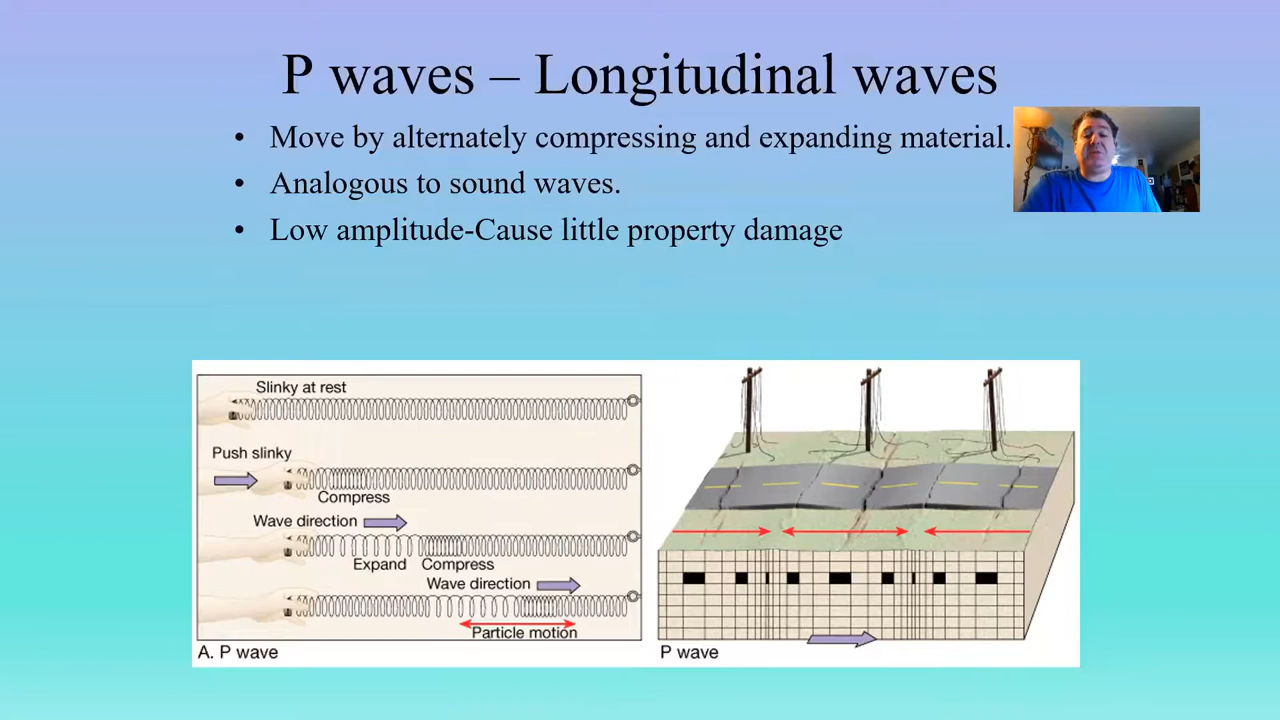 P waves – Longitudinal waves
• Move by alternately compressing and expanding material.
• Analogous to sound waves.
• Low amplitude-Cause little property damage
Slinky at rest
Push slinky
Compress
Wave direction
Expand
Compress
Wave direction
Particle motion
A. P wave
P wave